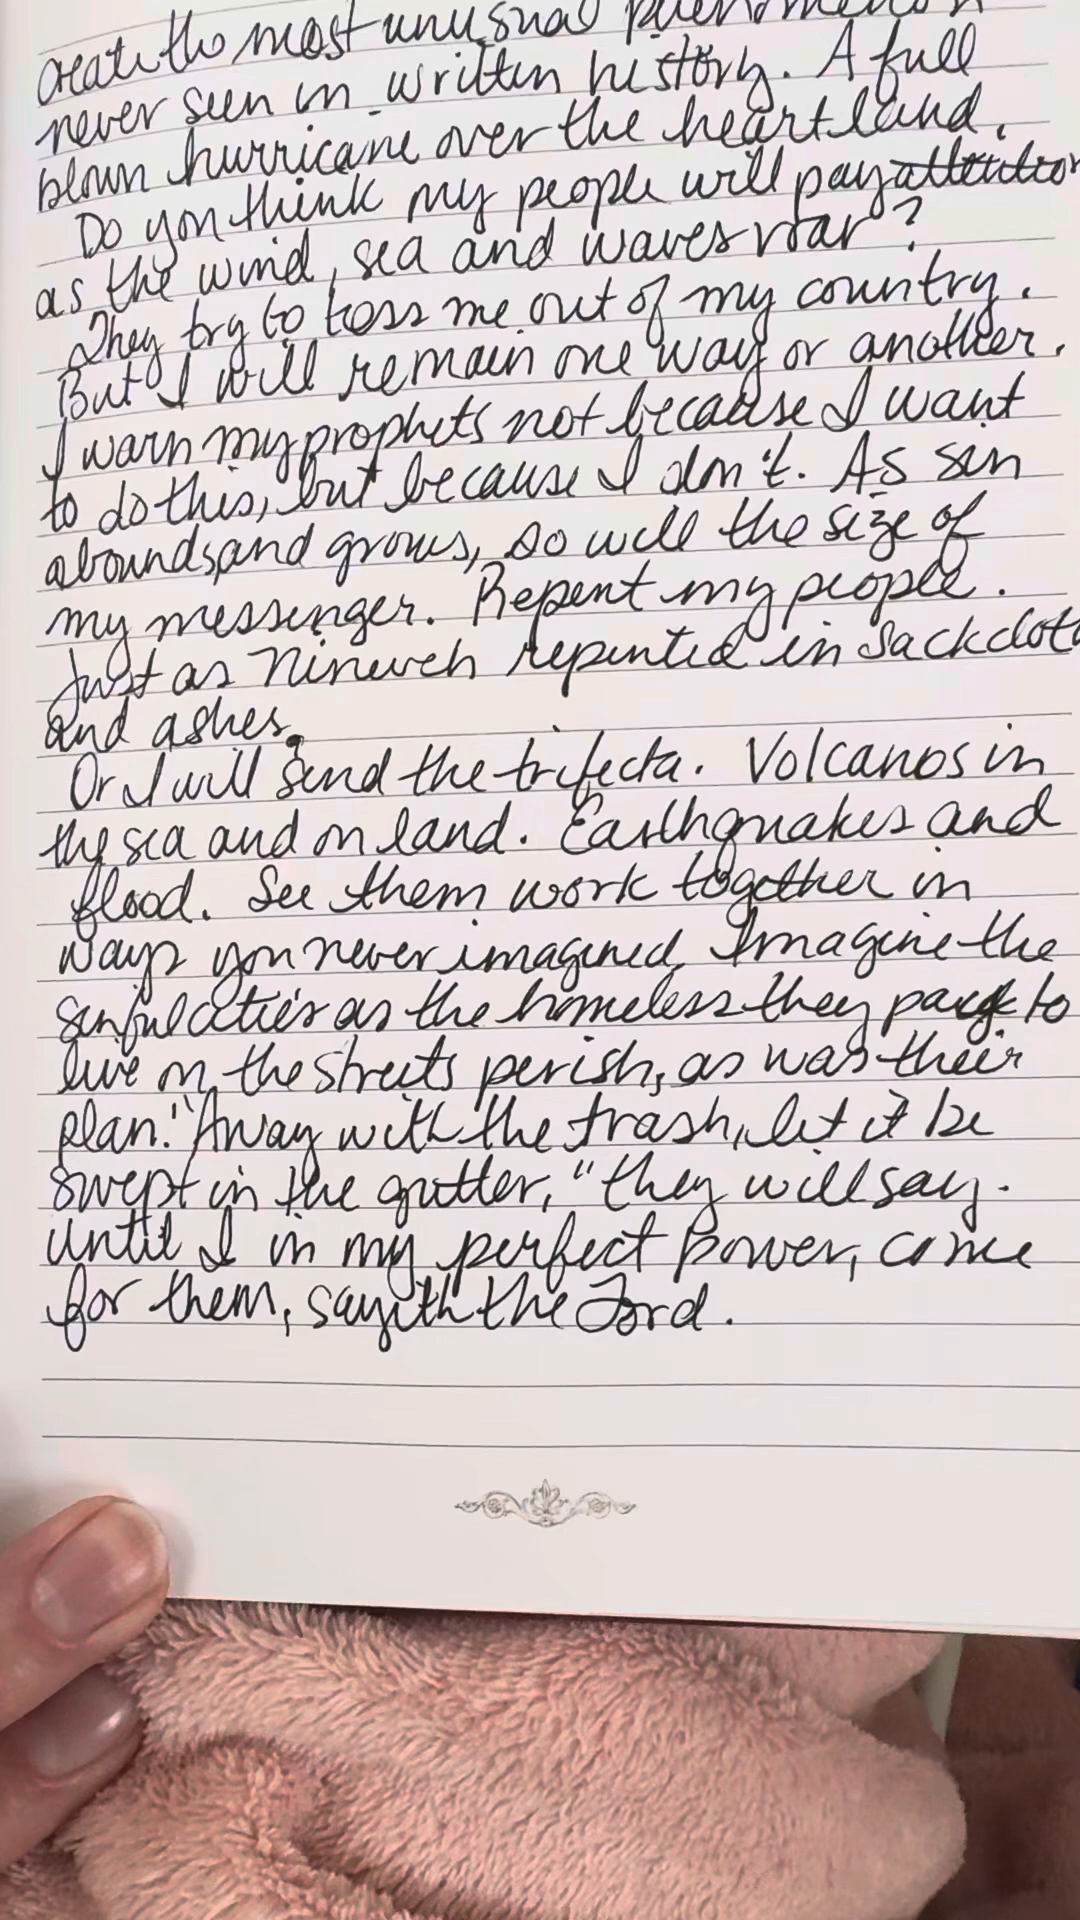 create the most unusual phenomenon
never seen in written history. A full
blown hurricane over the heartland.
Do you think my people will pay attention
as the wind, sea and waves roar?
They try to toss me out of my country.
But I will remain one way or another.
I warn my prophets not because I want
to do this, but because I don't. As sin
abounds, and grows, so will the size of
my messenger. Repent my people.
Just as Nineveh repented in Sackcloth
and ashes.
Or I will send the trifecta. Volcanos in
the sea and on land. Earthquakes and
flood. See them work together in
ways you never imagined. Imagine the
sinful cities as the homeless they pay to
live on the streets perish, as was their
plan. "Away with the trash, let it be
swept in the gutter," they will say.
Until I in my perfect power, come
for them, sayith the Lord.